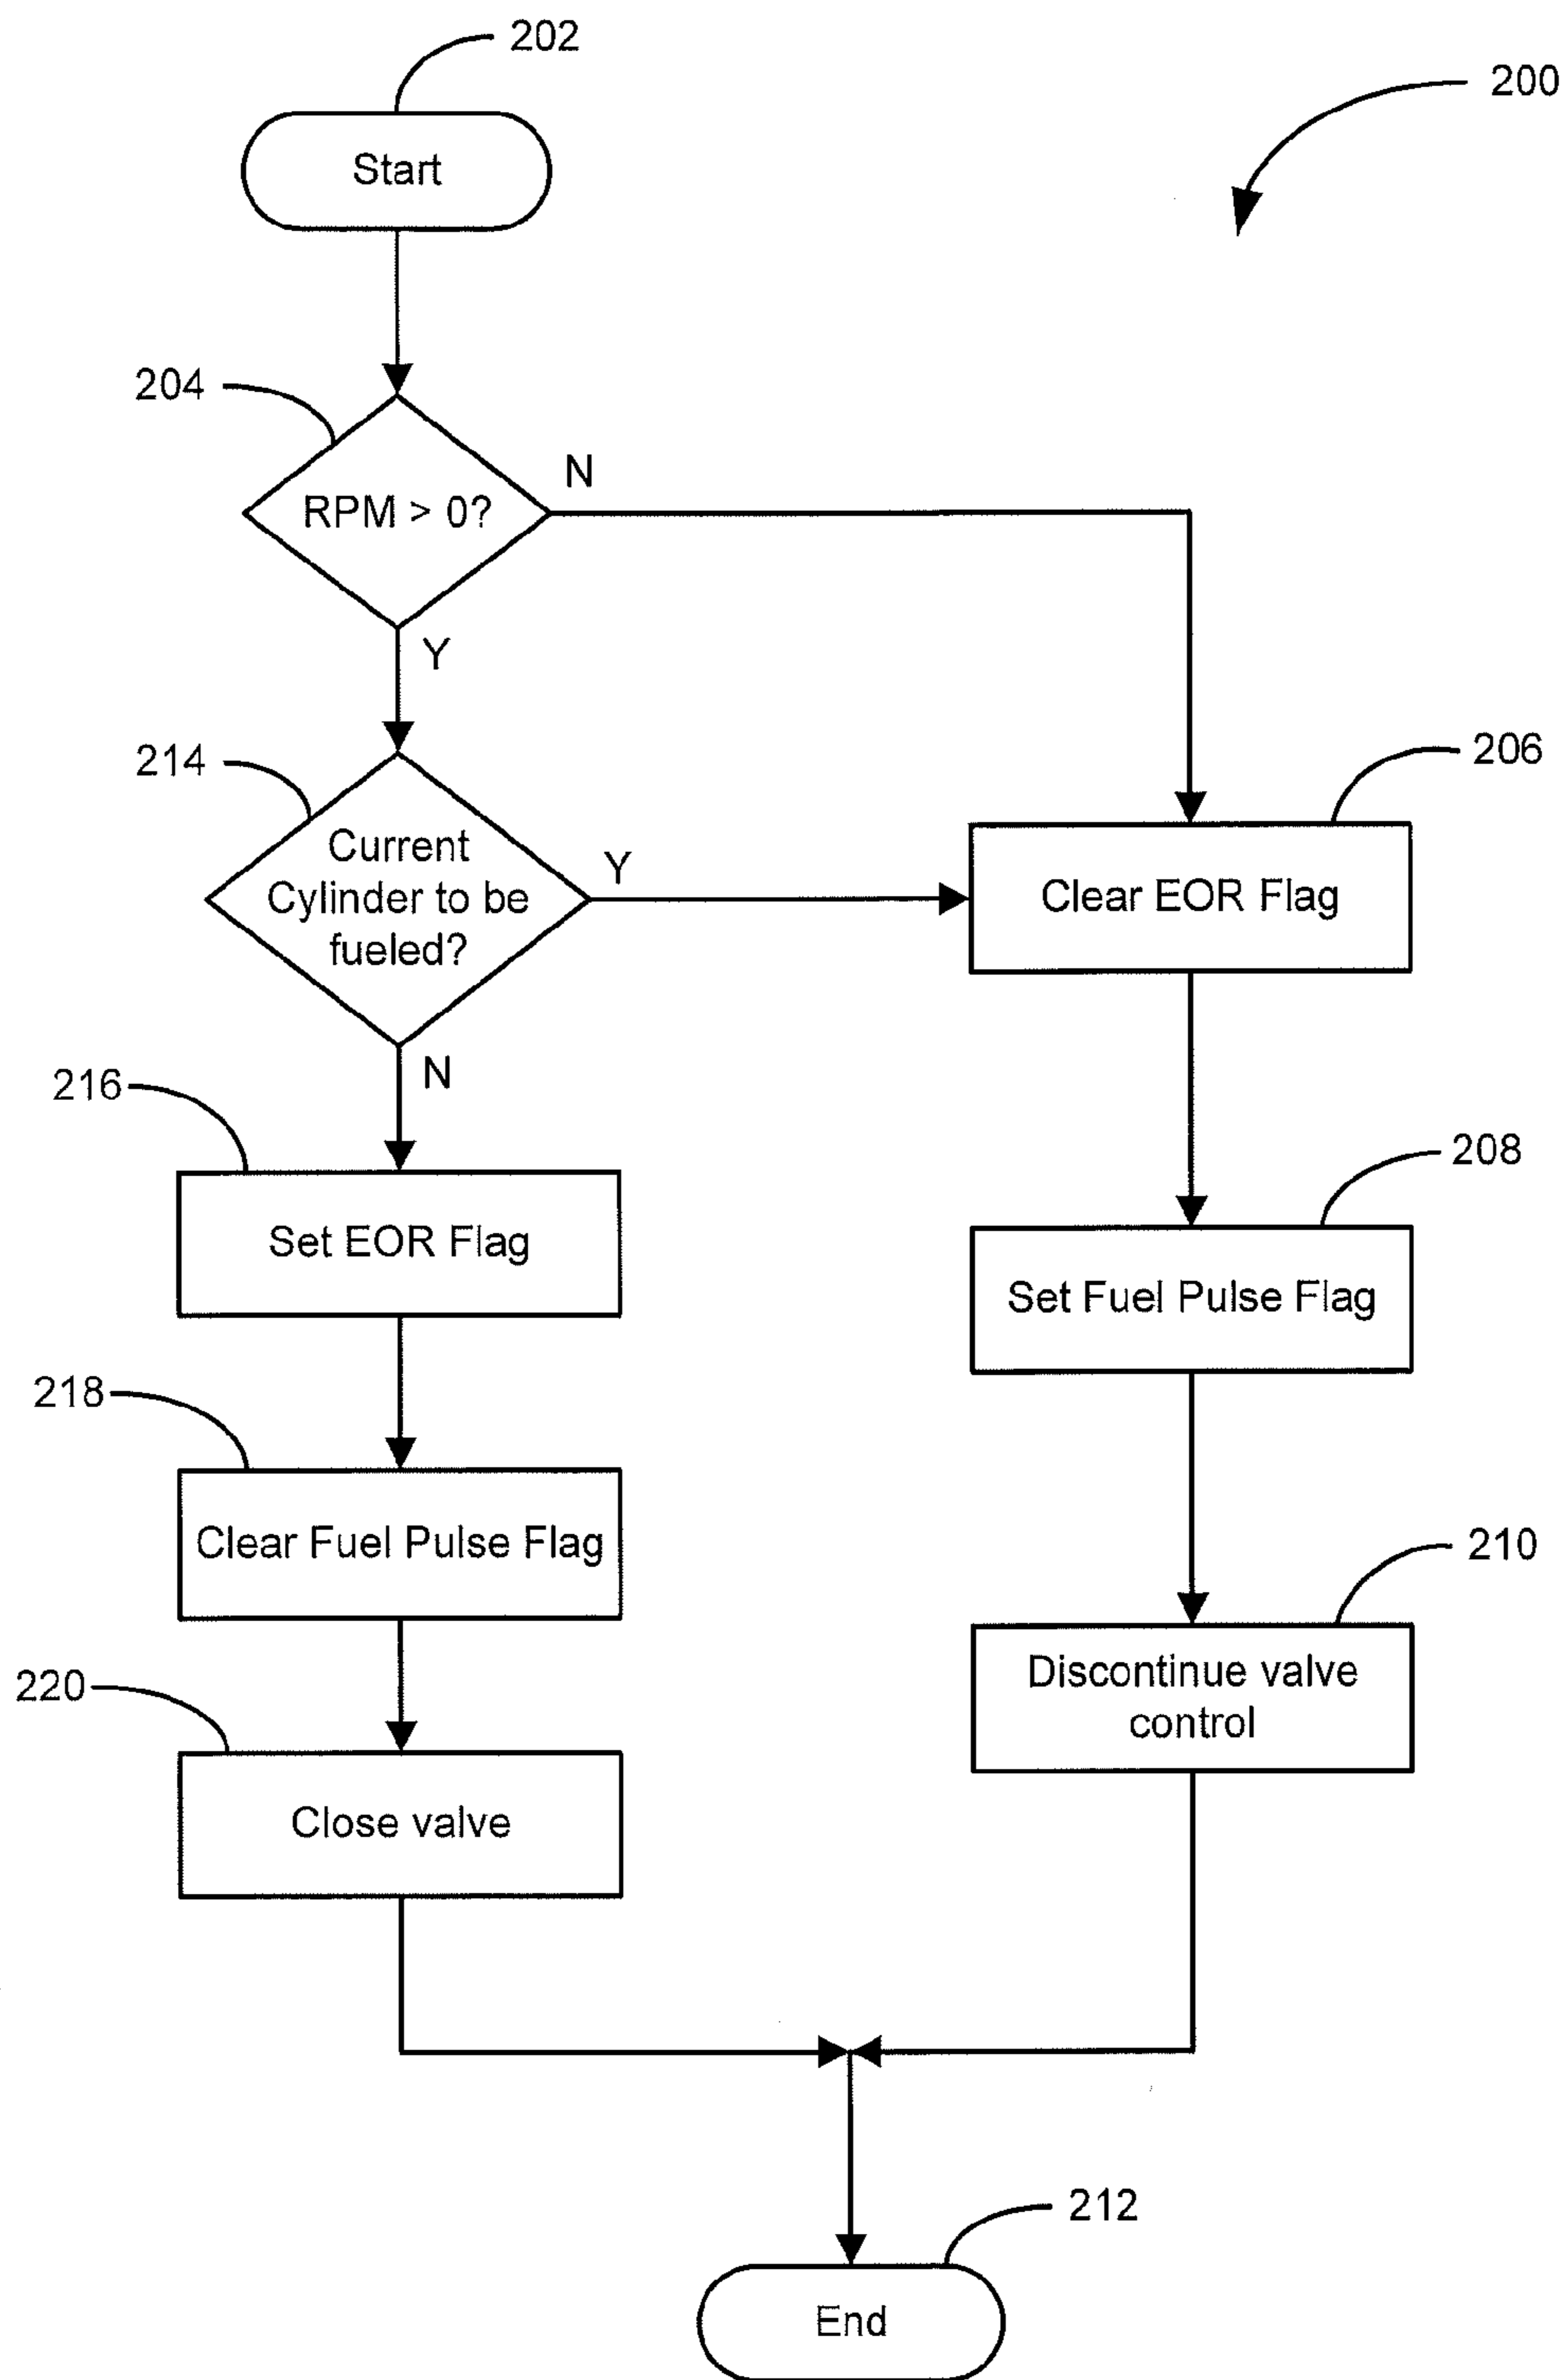 202
200
Start
204
N
RPM > 0?
Y
214
206
Current
Cylinder to be
fueled?
Y
Clear EOR Flag
N
216
208
Set EOR Flag
Set Fuel Pulse Flag
218
Clear Fuel Pulse Flag
210
Discontinue valve
control
220
Close valve
212
End